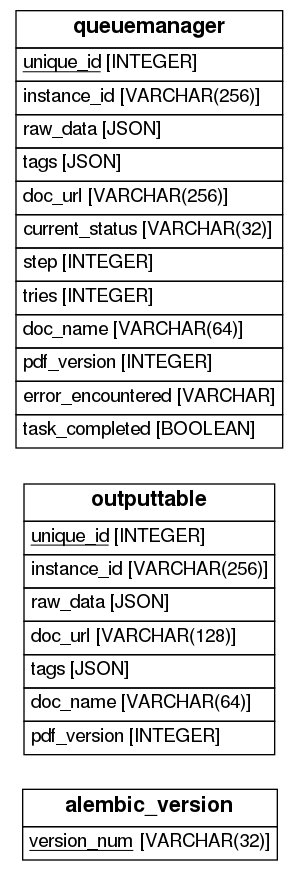 queuemanager
unique_id [INTEGER]
instance_id [VARCHAR(256)]
raw_data [JSON]
tags [JSON]
doc_url [VARCHAR(256)]
current_status [VARCHAR(32)]
step [INTEGER]
tries [INTEGER]
doc_name [VARCHAR(64)]
pdf_version [INTEGER]
error_encountered [VARCHAR]
task_completed [BOOLEAN]
outputtable
unique_id [INTEGER]
instance_id [VARCHAR(256)]
raw_data [JSON]
doc_url [VARCHAR(128)]
tags [JSON]
doc_name [VARCHAR(64)]
pdf_version [INTEGER]
alembic_version
version_num [VARCHAR(32)]